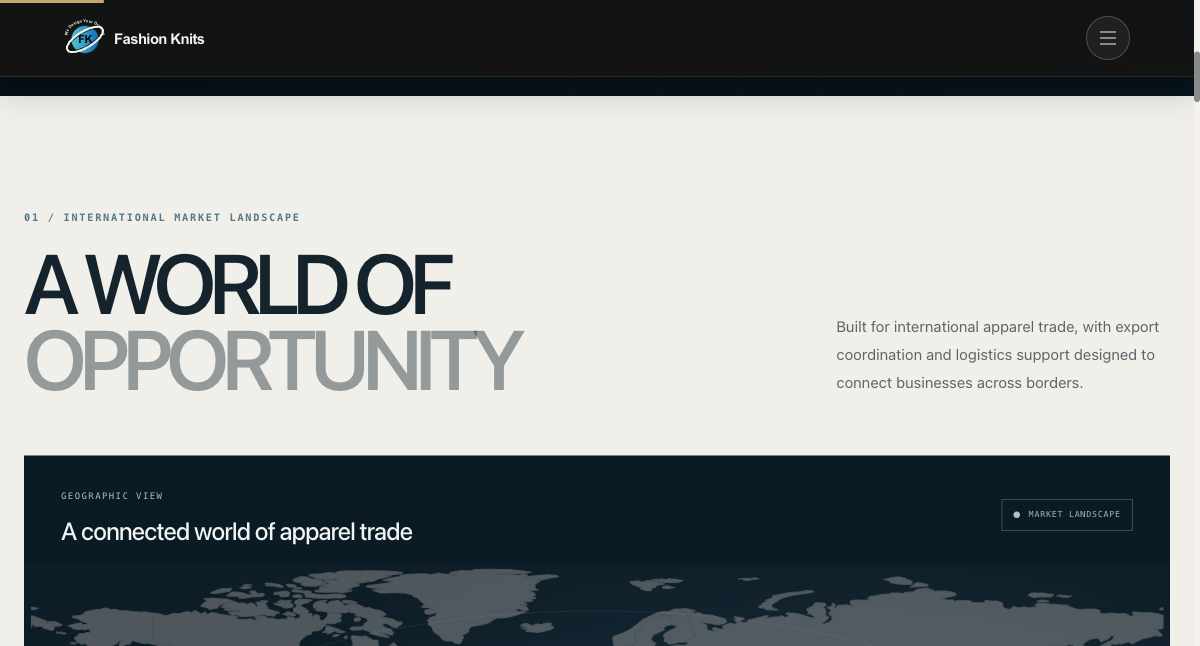 FK
Fashion Knits
01 / INTERNATIONAL MARKET LANDSCAPE
A WORLD OF
OPPORTUNITY
Built for international apparel trade, with export
coordination and logistics support designed to
connect businesses across borders.
GEOGRAPHIC VIEW
A connected world of apparel trade
MARKET LANDSCAPE